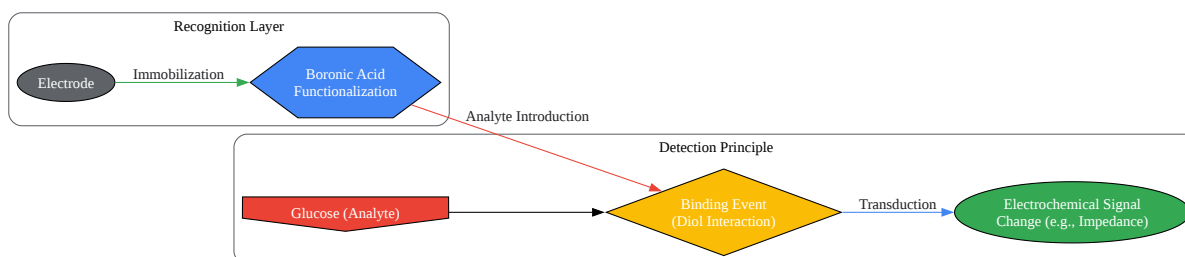 Recognition Layer
Electrode
Immobilization
Boronic Acid
Functionalization
Analyte Introduction
Detection Principle
Glucose (Analyte)
Binding Event
(Diol Interaction)
Transduction
Electrochemical Signal
Change (e.g., Impedance)